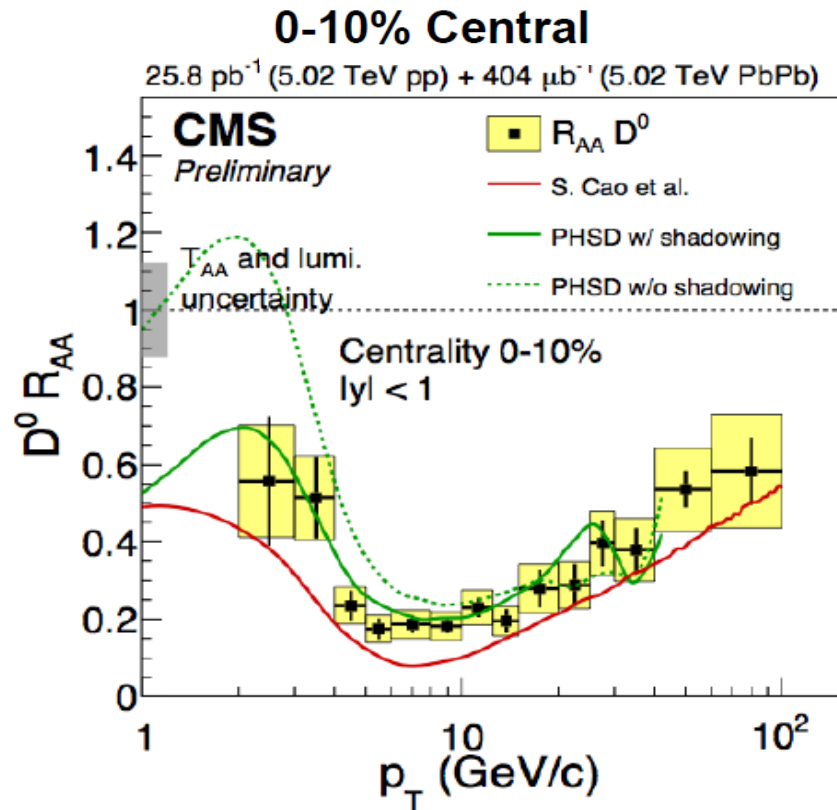 0-10% Central
25.8 pb⁻¹ (5.02 TeV pp) + 404 μb⁻¹ (5.02 TeV PbPb)
CMS
Preliminary
R_AA D⁰
S. Cao et al.
PHSD w/ shadowing
PHSD w/o shadowing
T_AA and lumi.
uncertainty
Centrality 0-10%
|y| < 1
D⁰ R_AA
1.4
1.2
1
0.8
0.6
0.4
0.2
0
1
10
10²
p_T (GeV/c)